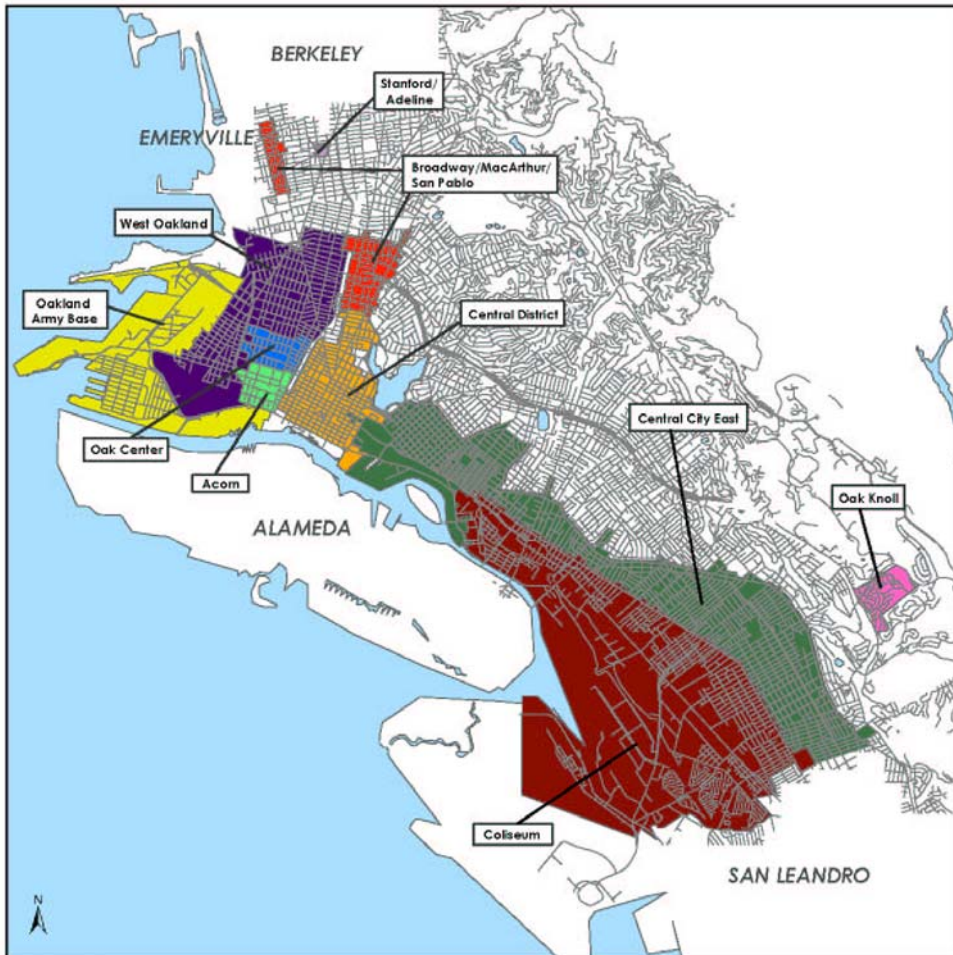 BERKELEY
Stanford/
Adeline
EMERYVILLE
Broadway/MacArthur/
San Pablo
West Oakland
Oakland
Army Base
Central District
Central City East
Oak Center
Acorn
Oak Knoll
ALAMEDA
Coliseum
SAN LEANDRO
N